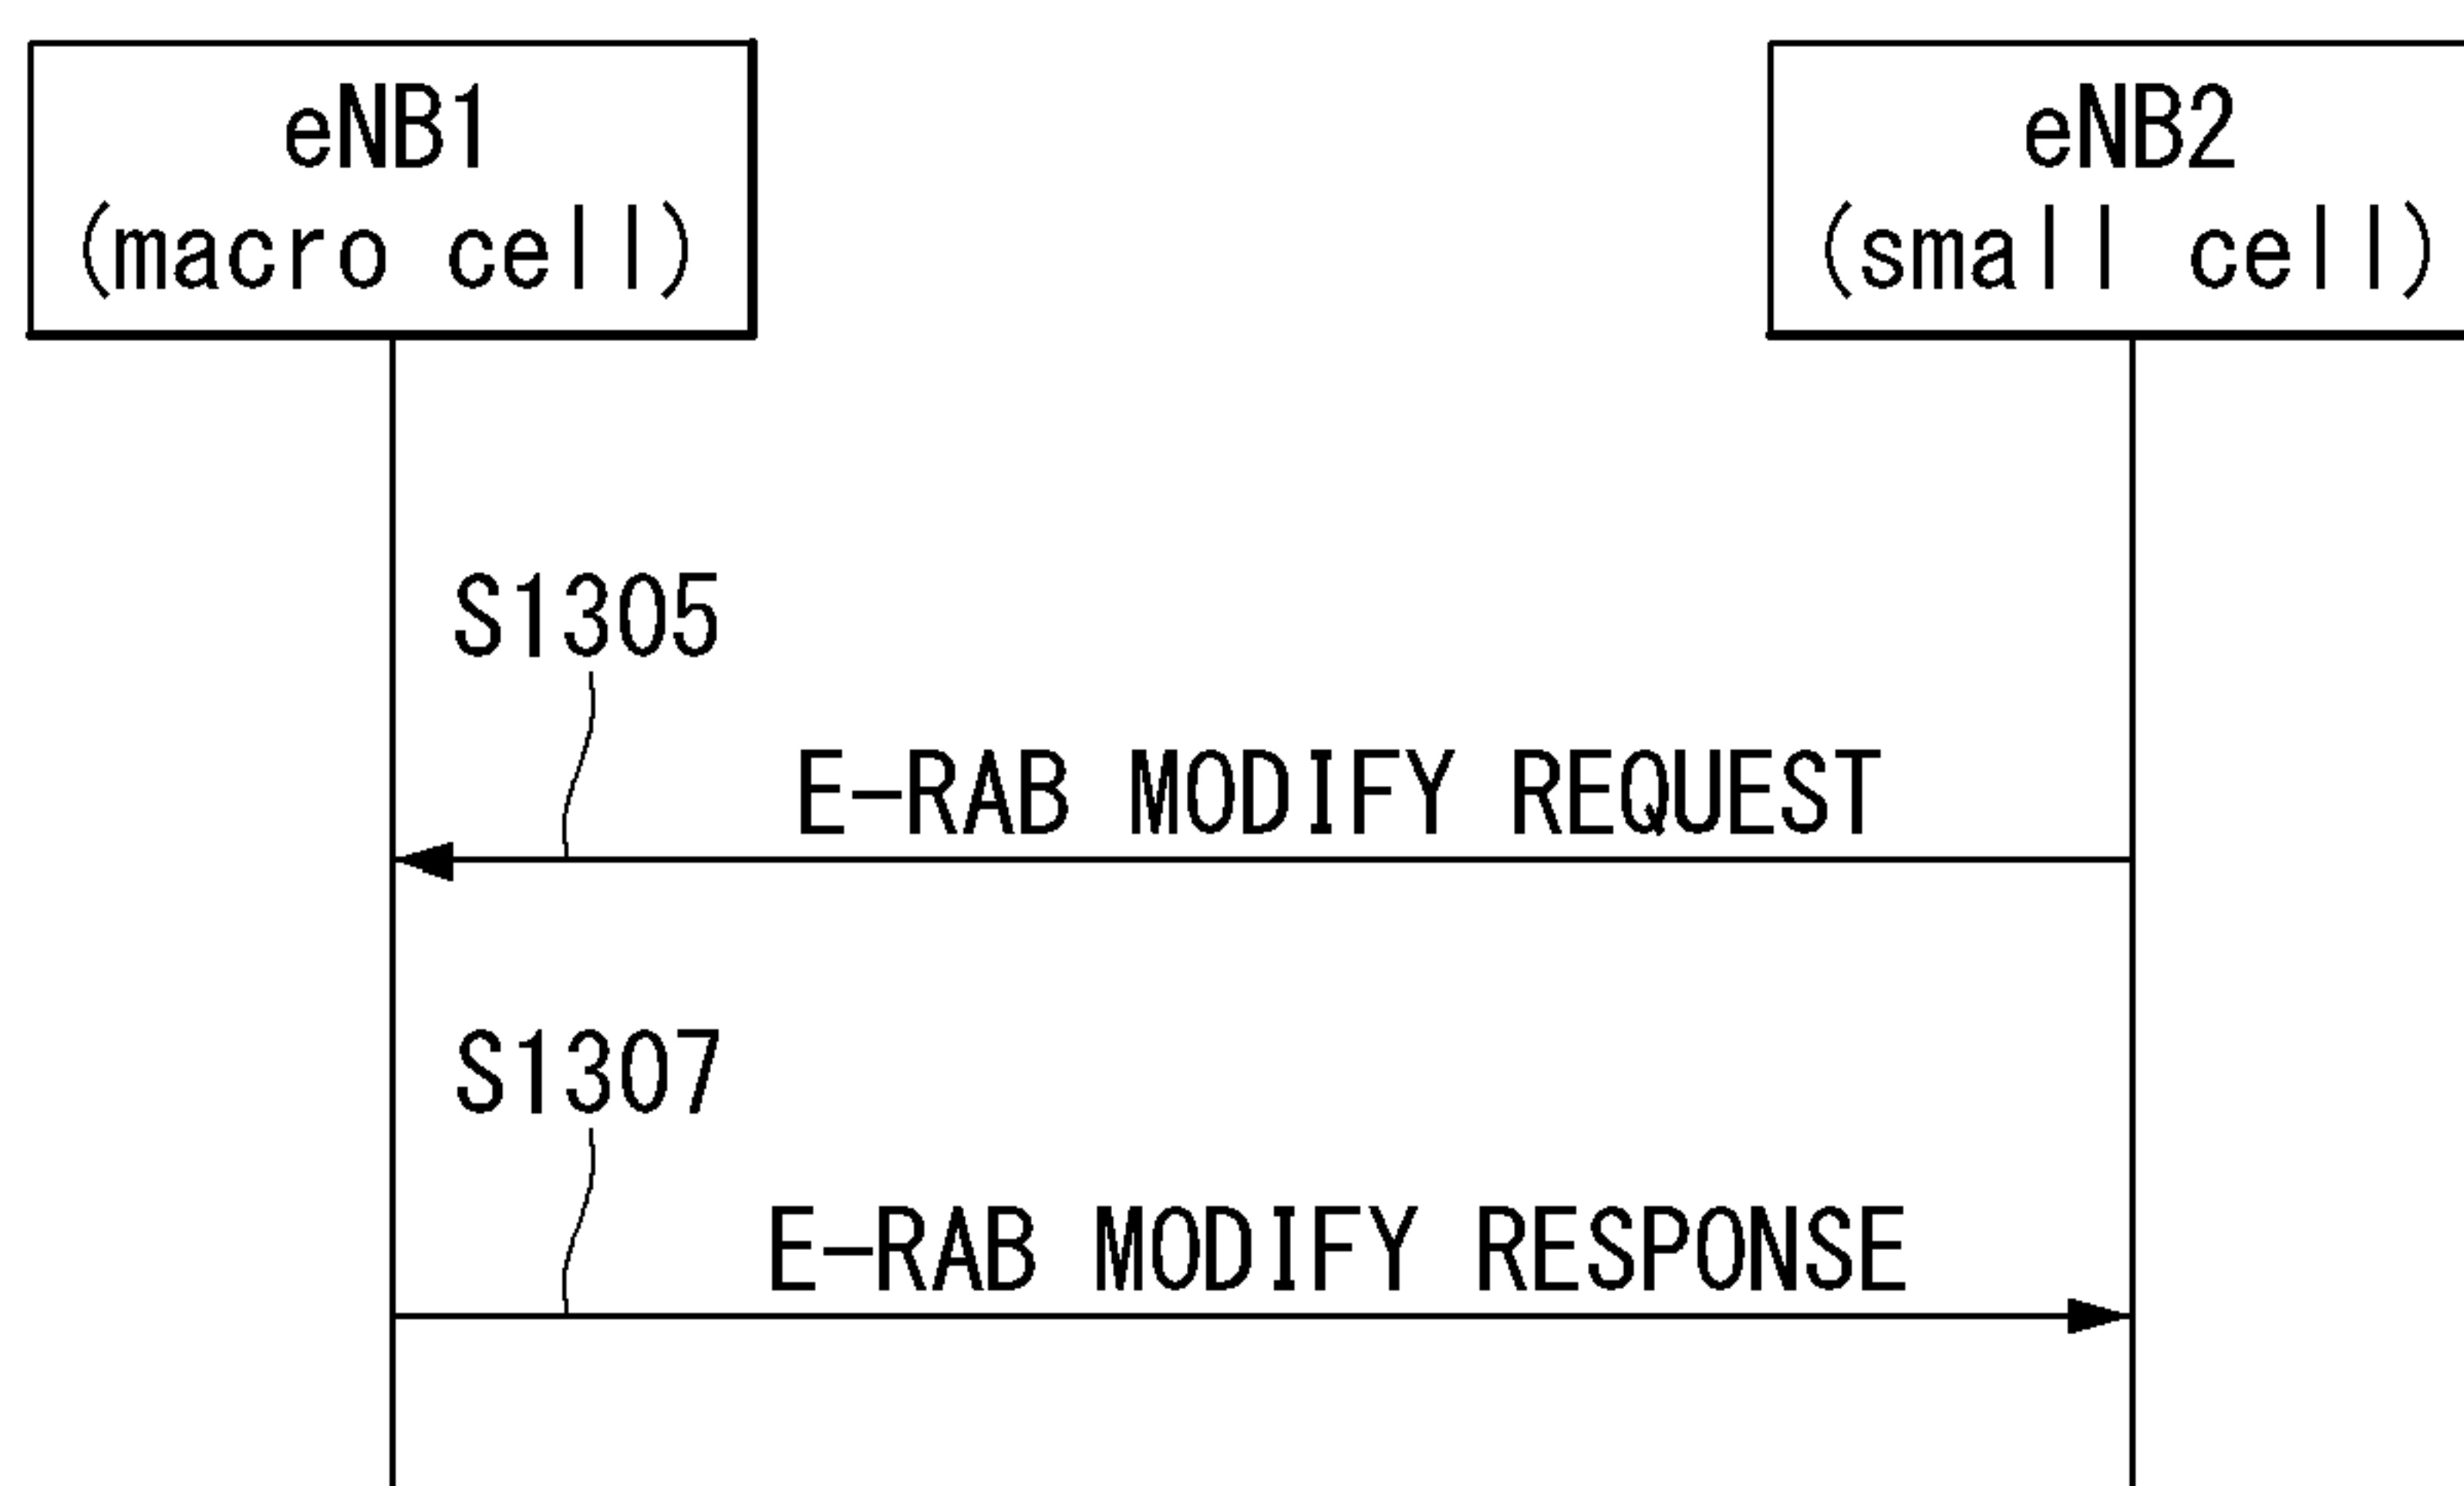 eNB1
(macro cell)
eNB2
(small cell)
S1305
E-RAB MODIFY REQUEST
S1307
E-RAB MODIFY RESPONSE